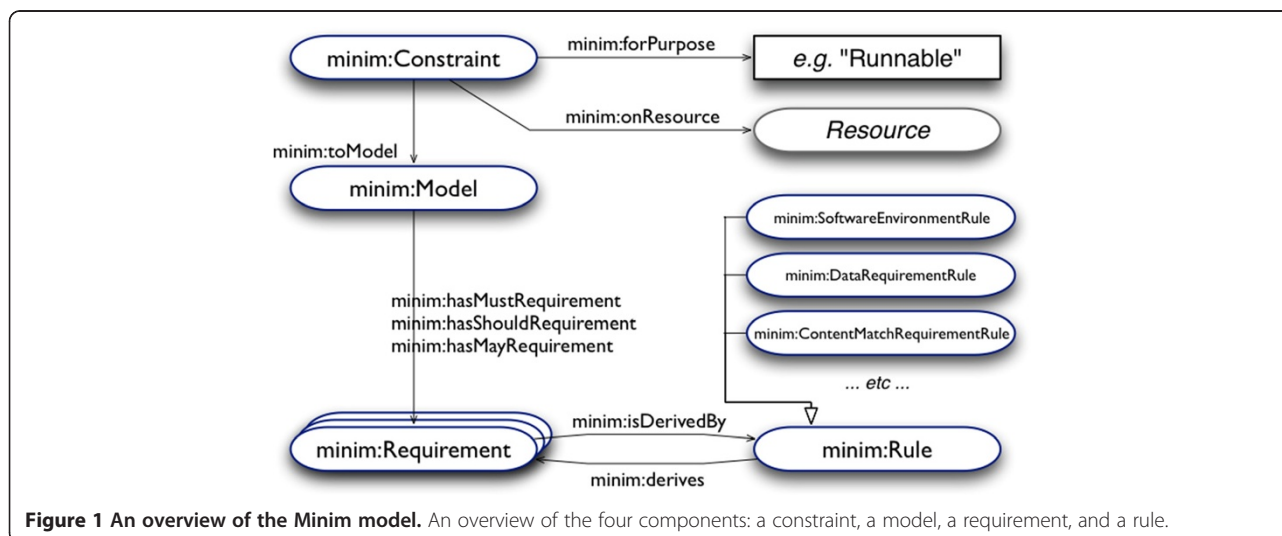 minim:Constraint
minim:forPurpose
e.g. "Runnable"
minim:onResource
Resource
minim:toModel
minim:Model
minim:SoftwareEnvironmentRule
minim:DataRequirementRule
minim:ContentMatchRequirementRule
... etc ...
minim:hasMustRequirement
minim:hasShouldRequirement
minim:hasMayRequirement
minim:Requirement
minim:isDerivedBy
minim:derives
minim:Rule
Figure 1 An overview of the Minim model. An overview of the four components: a constraint, a model, a requirement, and a rule.